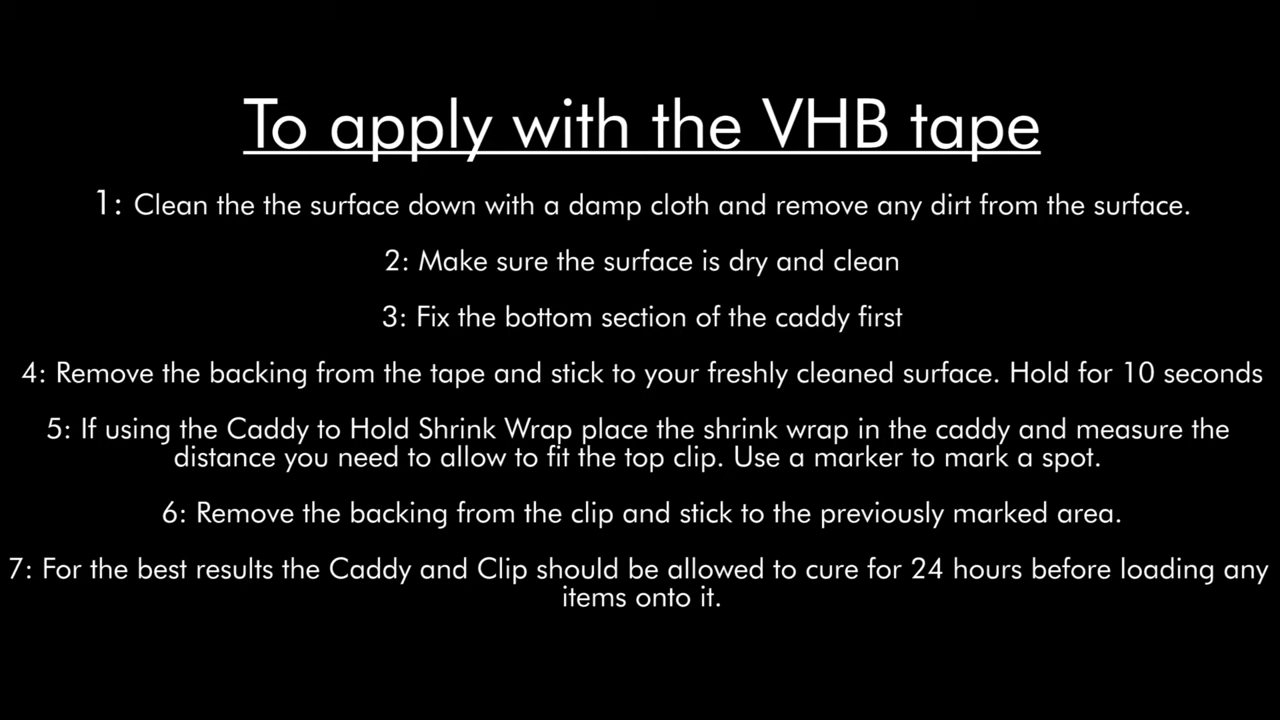 To apply with the VHB tape
1: Clean the the surface down with a damp cloth and remove any dirt from the surface.
2: Make sure the surface is dry and clean
3: Fix the bottom section of the caddy first
4: Remove the backing from the tape and stick to your freshly cleaned surface. Hold for 10 seconds
5: If using the Caddy to Hold Shrink Wrap place the shrink wrap in the caddy and measure the
distance you need to allow to fit the top clip. Use a marker to mark a spot.
6: Remove the backing from the clip and stick to the previously marked area.
7: For the best results the Caddy and Clip should be allowed to cure for 24 hours before loading any
items onto it.